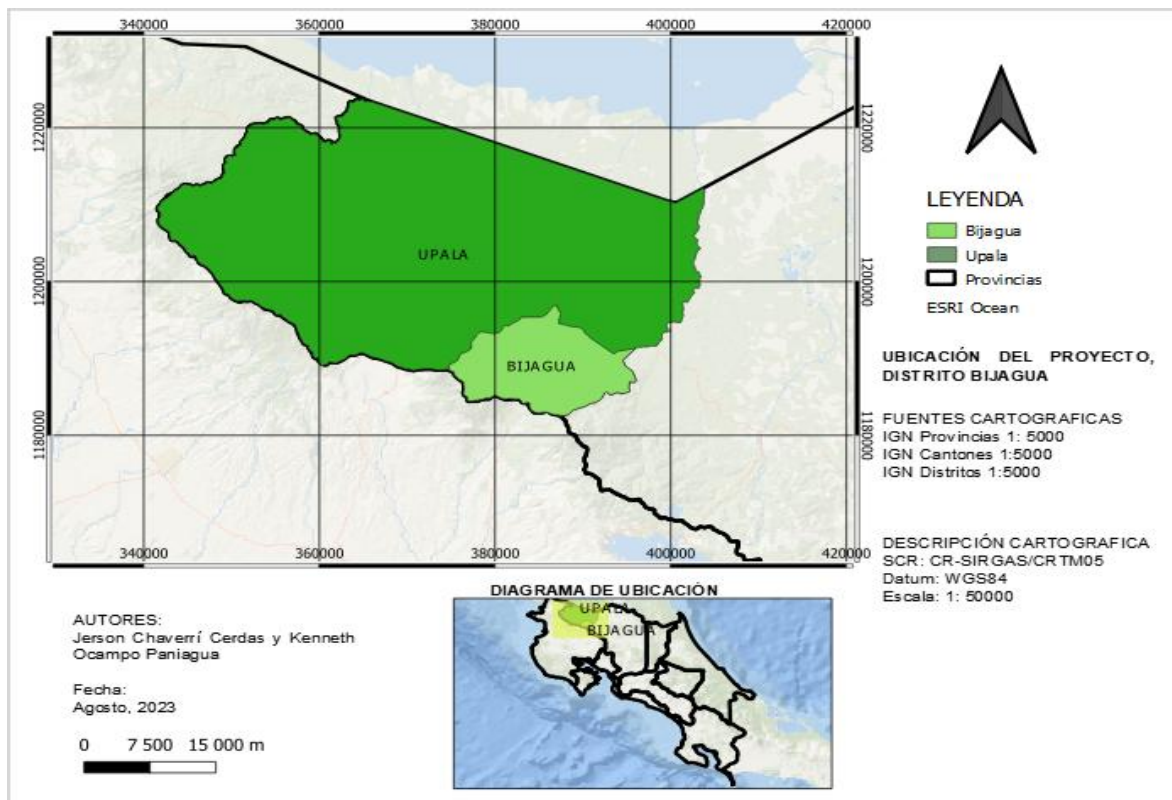 340000 360000 380000 400000 420000
1220000 1220000
UPALA
1200000 1200000
BIJAGUA
1180000 1180000
340000 360000 380000 400000 420000
LEYENDA
Bijagua
Upala
Provincias
ESRI Ocean
UBICACIÓN DEL PROYECTO,
DISTRITO BIJAGUA
FUENTES CARTOGRAFICAS
IGN Provincias 1: 5000
IGN Cantones 1:5000
IGN Distritos 1:5000
DESCRIPCIÓN CARTOGRAFICA
SCR: CR-SIRGAS/CRTM05
Datum: WGS84
Escala: 1: 50000
DIAGRAMA DE UBICACIÓN
UPALA
BIJAGUA
AUTORES:
Jerson Chaverrí Cerdas y Kenneth
Ocampo Paniagua
Fecha:
Agosto, 2023
0 7 500 15 000 m